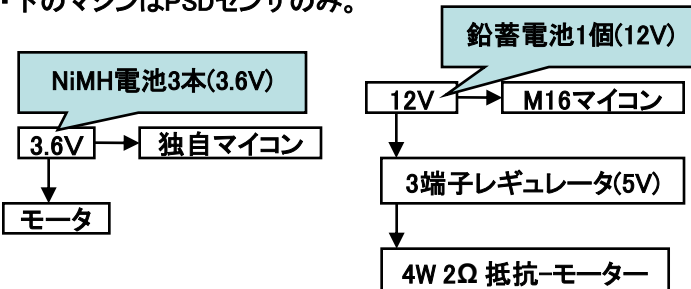 ・下のマシンはPSDセンサのみ。
鉛蓄電池1個(12V)
NiMH電池3本(3.6V)
12V
M16マイコン
3.6V
独自マイコン
3端子レギュレータ(5V)
モータ
4W 2Ω 抵抗-モーター